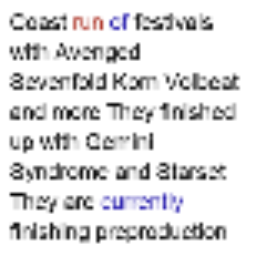 Coast run of festivals
with Avenged
Sevenfold Korn Volbeat
and more They finished
up with Gemini
Syndrome and Starset
They are currently
finishing preproduction